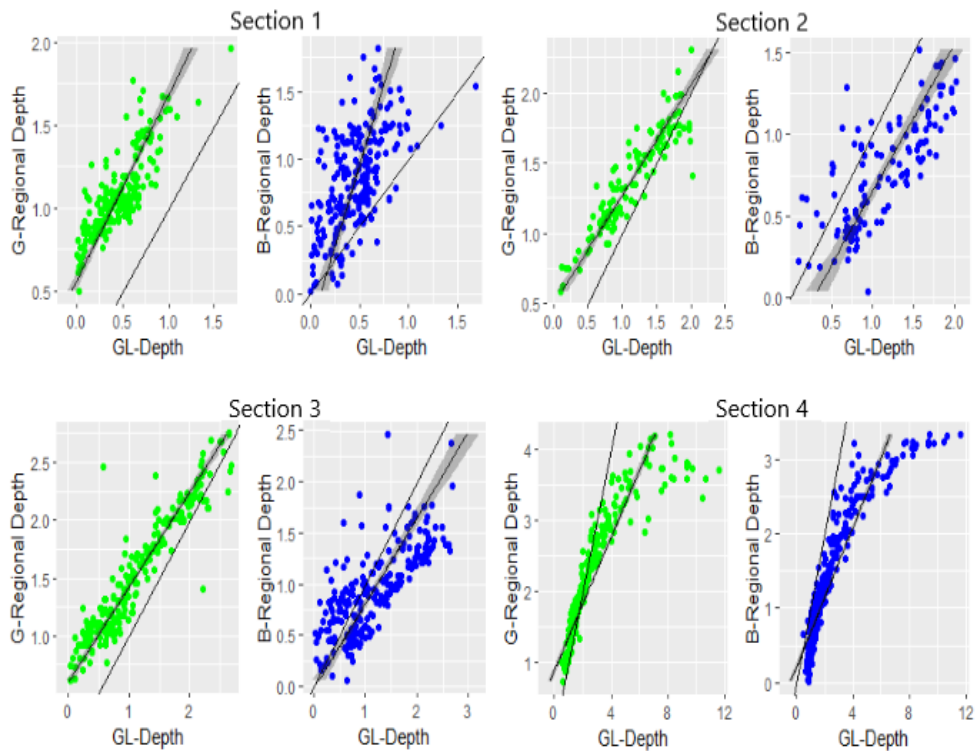 Section 1
Section 2
G-Regional Depth
2.0
1.5
1.0
0.5
0.0 0.5 1.0 1.5
GL-Depth
B-Regional Depth
1.5
1.0
0.5
0.0
0.0 0.5 1.0 1.5
GL-Depth
G-Regional Depth
2.0
1.5
1.0
0.5
0.0 0.5 1.0 1.5 2.0 2.5
GL-Depth
B-Regional Depth
1.5
1.0
0.5
0.0
0.5 1.0 1.5 2.0
GL-Depth
Section 3
Section 4
G-Regional Depth
2.5
2.0
1.5
1.0
0 1 2
GL-Depth
B-Regional Depth
2.5
2.0
1.5
1.0
0.5
0.0
0 1 2 3
GL-Depth
G-Regional Depth
4
3
2
1
0 4 8 12
GL-Depth
B-Regional Depth
3
2
1
0
0 4 8 12
GL-Depth